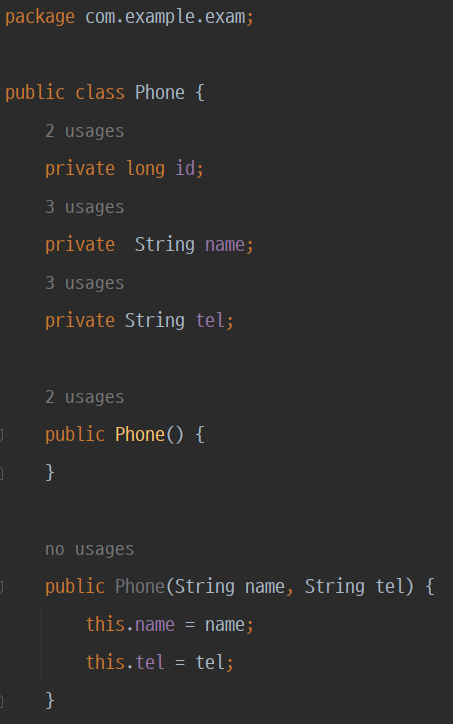 package com.example.exam;
public class Phone {
2 usages
private long id;
3 usages
private  String name;
3 usages
private String tel;
2 usages
public Phone() {
}
no usages
public Phone(String name, String tel) {
this.name = name;
this.tel = tel;
}